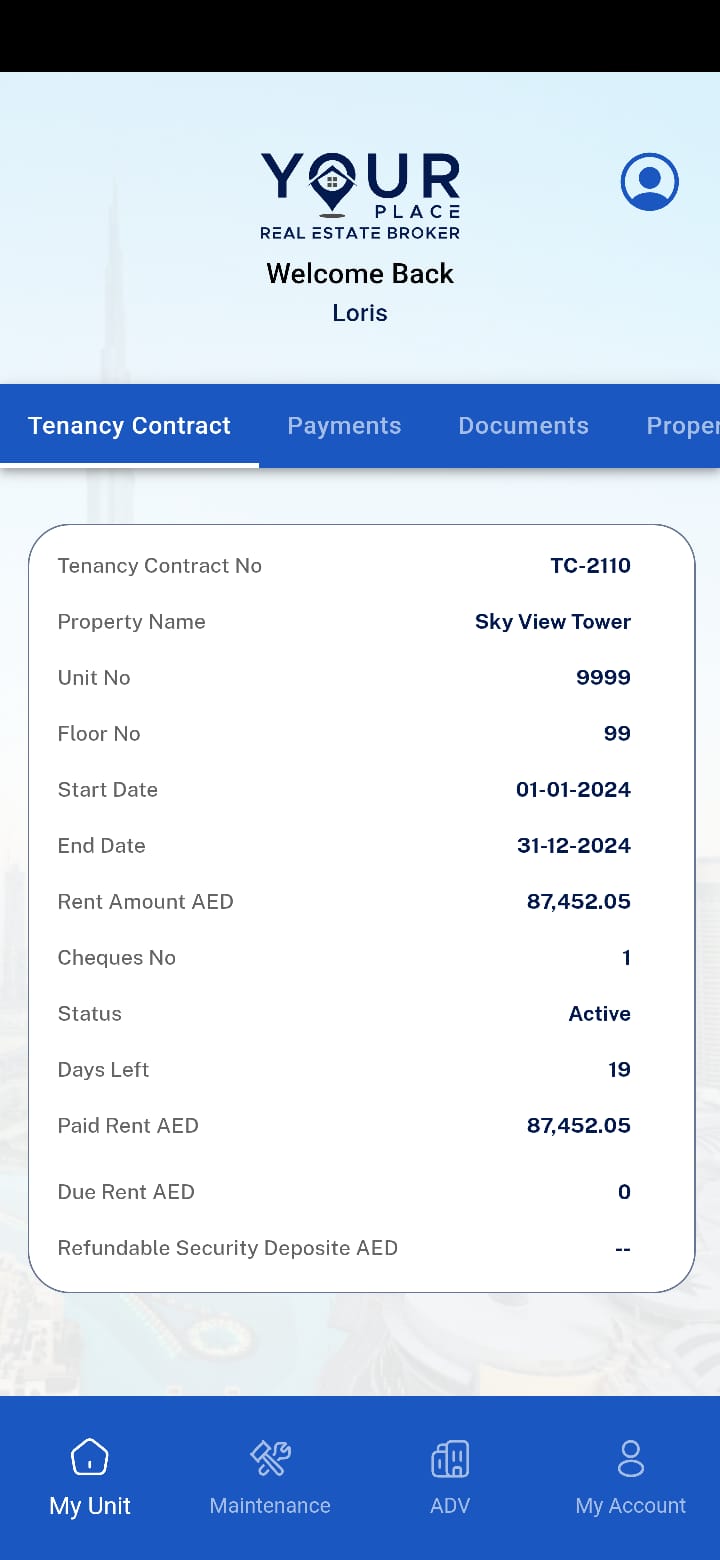 YOUR
PLACE
REAL ESTATE BROKER
Welcome Back
Loris
Tenancy Contract Payments Documents Proper
Tenancy Contract No TC-2110
Property Name Sky View Tower
Unit No 9999
Floor No 99
Start Date 01-01-2024
End Date 31-12-2024
Rent Amount AED 87,452.05
Cheques No 1
Status Active
Days Left 19
Paid Rent AED 87,452.05
Due Rent AED 0
Refundable Security Deposite AED --
My Unit Maintenance ADV My Account